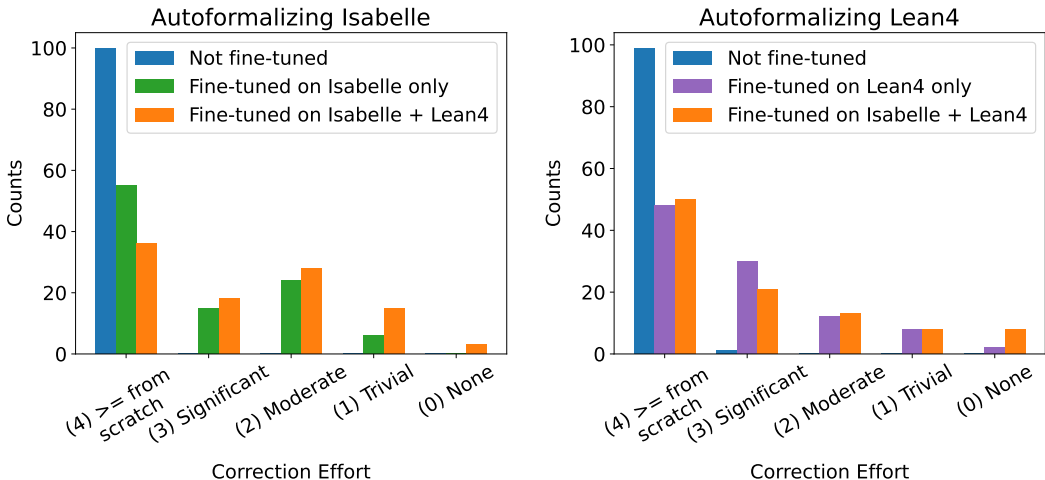 Autoformalizing Isabelle
100
80
60
40
20
0
Counts
Not fine-tuned
Fine-tuned on Isabelle only
Fine-tuned on Isabelle + Lean4
(4) >= from
scratch
(3) Significant
(2) Moderate
(1) Trivial
(0) None
Correction Effort
Autoformalizing Lean4
100
80
60
40
20
0
Counts
Not fine-tuned
Fine-tuned on Lean4 only
Fine-tuned on Isabelle + Lean4
(4) >= from
scratch
(3) Significant
(2) Moderate
(1) Trivial
(0) None
Correction Effort